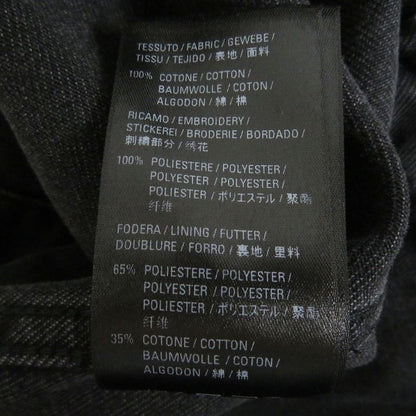 TESSUTO / FABRIC / GEWEBE /
TISSU / TEJIDO / 表地 / 面料
100% COTONE / COTTON /
BAUMWOLLE / COTON /
ALGODON / 綿 / 棉
RICAMO / EMBROIDERY /
STICKEREI / BRODERIE / BORDADO /
刺繍部分 / 绣花
100% POLIESTERE / POLYESTER /
POLYESTER / POLYESTER /
POLIESTER / ポリエステル / 聚酯
纤维
FODERA / LINING / FUTTER /
DOUBLURE / FORRO / 裏地 / 里料
65% POLIESTERE / POLYESTER /
POLYESTER / POLYESTER /
POLIESTER / ポリエステル / 聚酯
纤维
35% COTONE / COTTON /
BAUMWOLLE / COTON /
ALGODON / 綿 / 棉